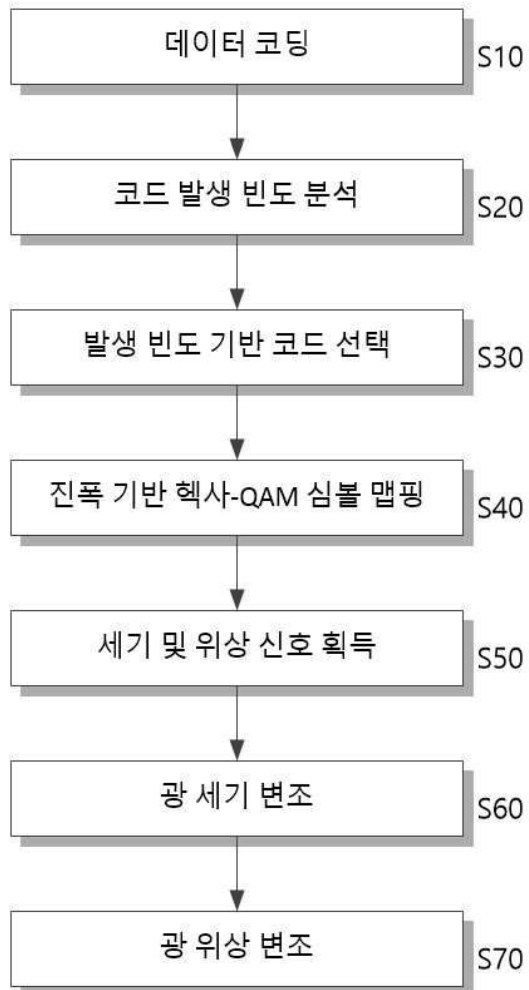 데이터 코딩
S10
코드 발생 빈도 분석
S20
발생 빈도 기반 코드 선택
S30
진폭 기반 헥사-QAM 심볼 맵핑
S40
세기 및 위상 신호 획득
S50
광 세기 변조
S60
광 위상 변조
S70